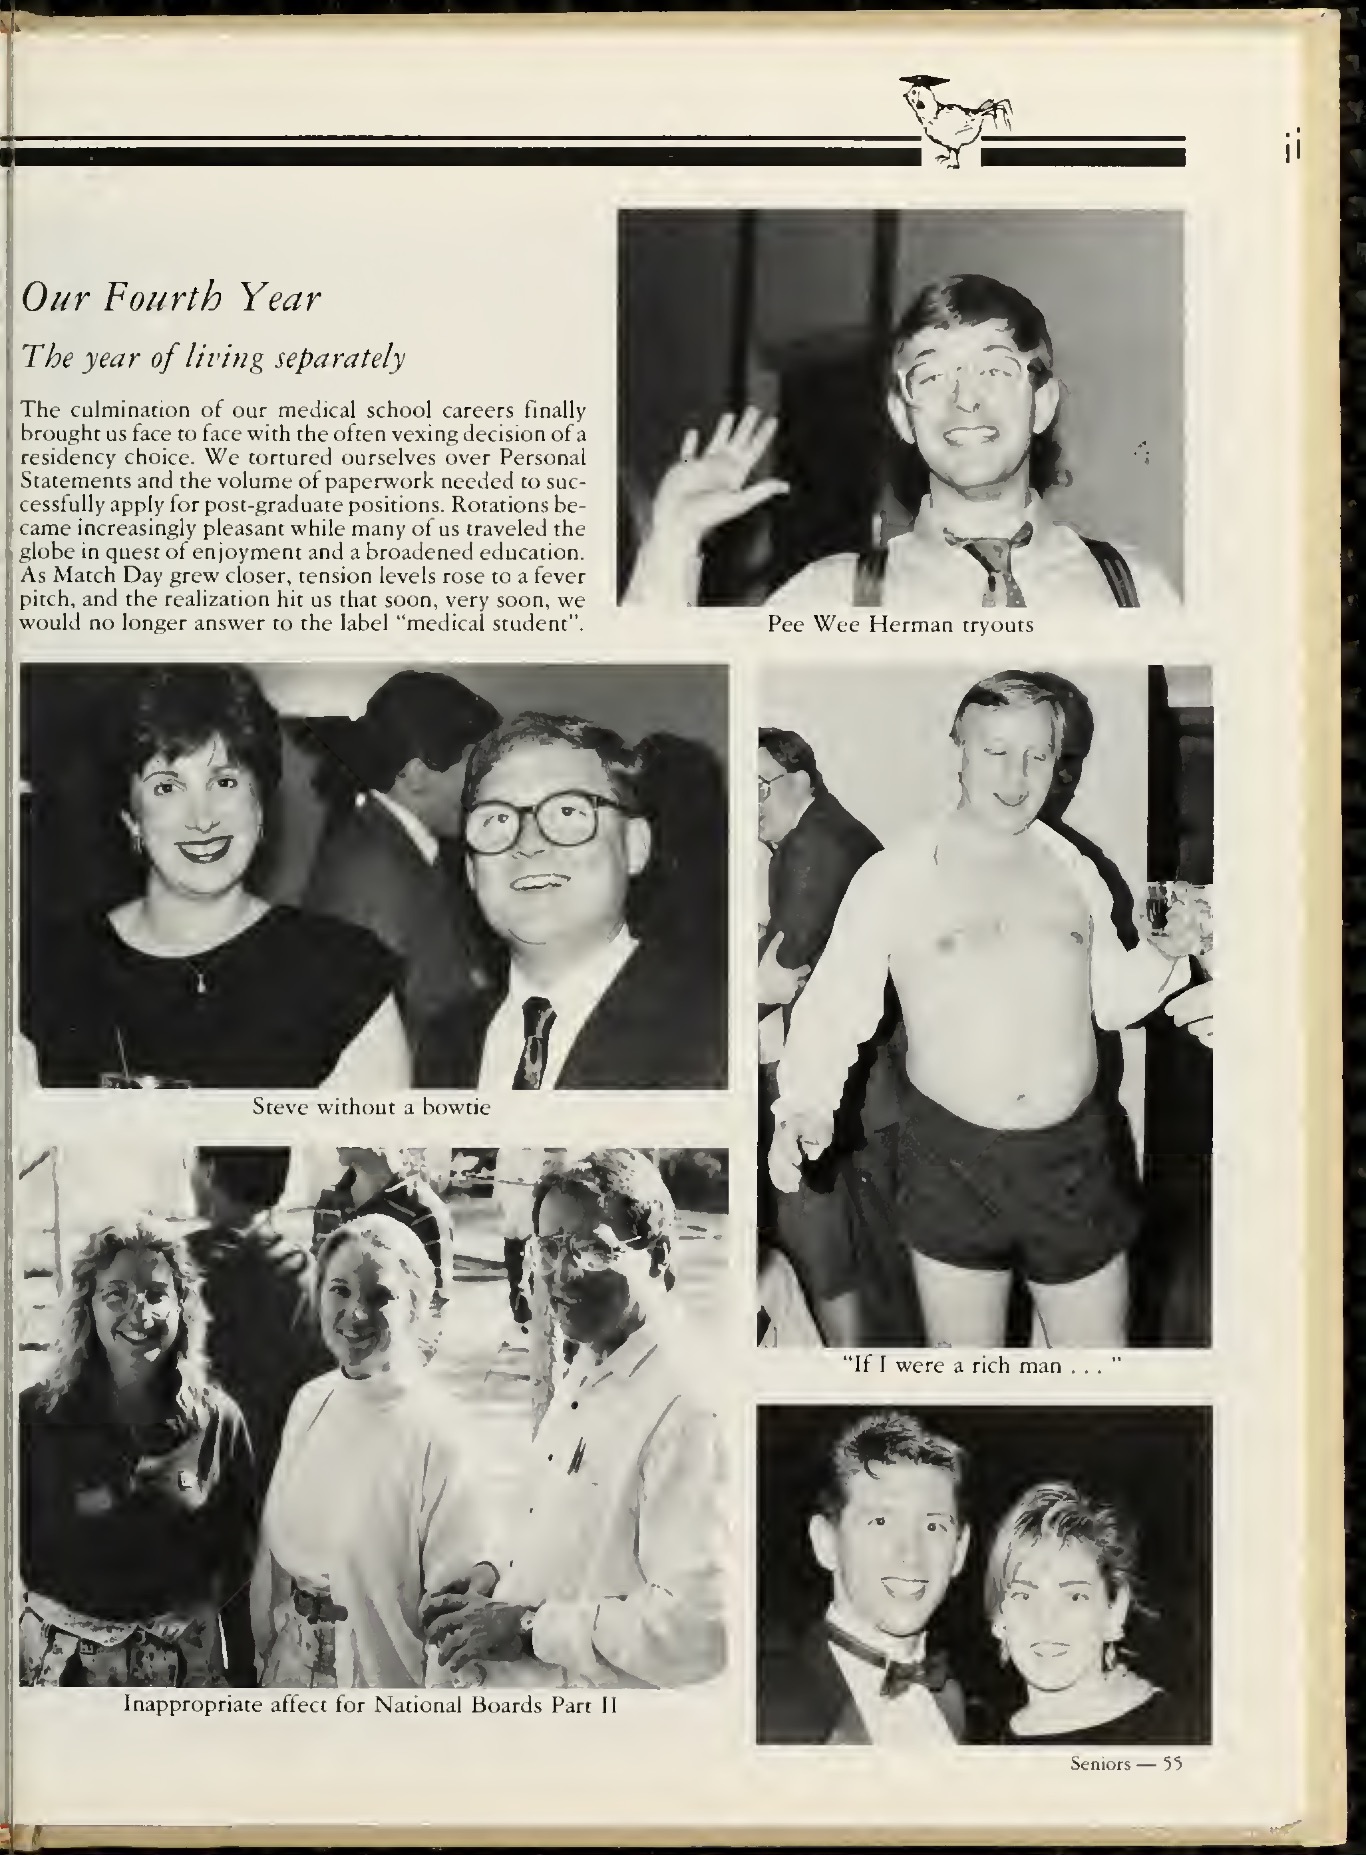 Our Fourth Year
The year of living separately
The culmination of our medical school careers finally
brought us face to face with the often vexing decision of a
residency choice. We tortured ourselves over Personal
Statements and the volume of paperwork needed to suc-
cessfully apply for post-graduate positions. Rotations be-
came increasingly pleasant while many of us traveled the
globe in quest of enjoyment and a broadened education.
As Match Day grew closer, tension levels rose to a fever
pitch, and the realization hit us that soon, very soon, we
would no longer answer to the label "medical student".
Pee Wee Herman tryouts
Steve without a bowtie
"If I were a rich man . . . "
Inappropriate affect for National Boards Part II
Seniors — 55